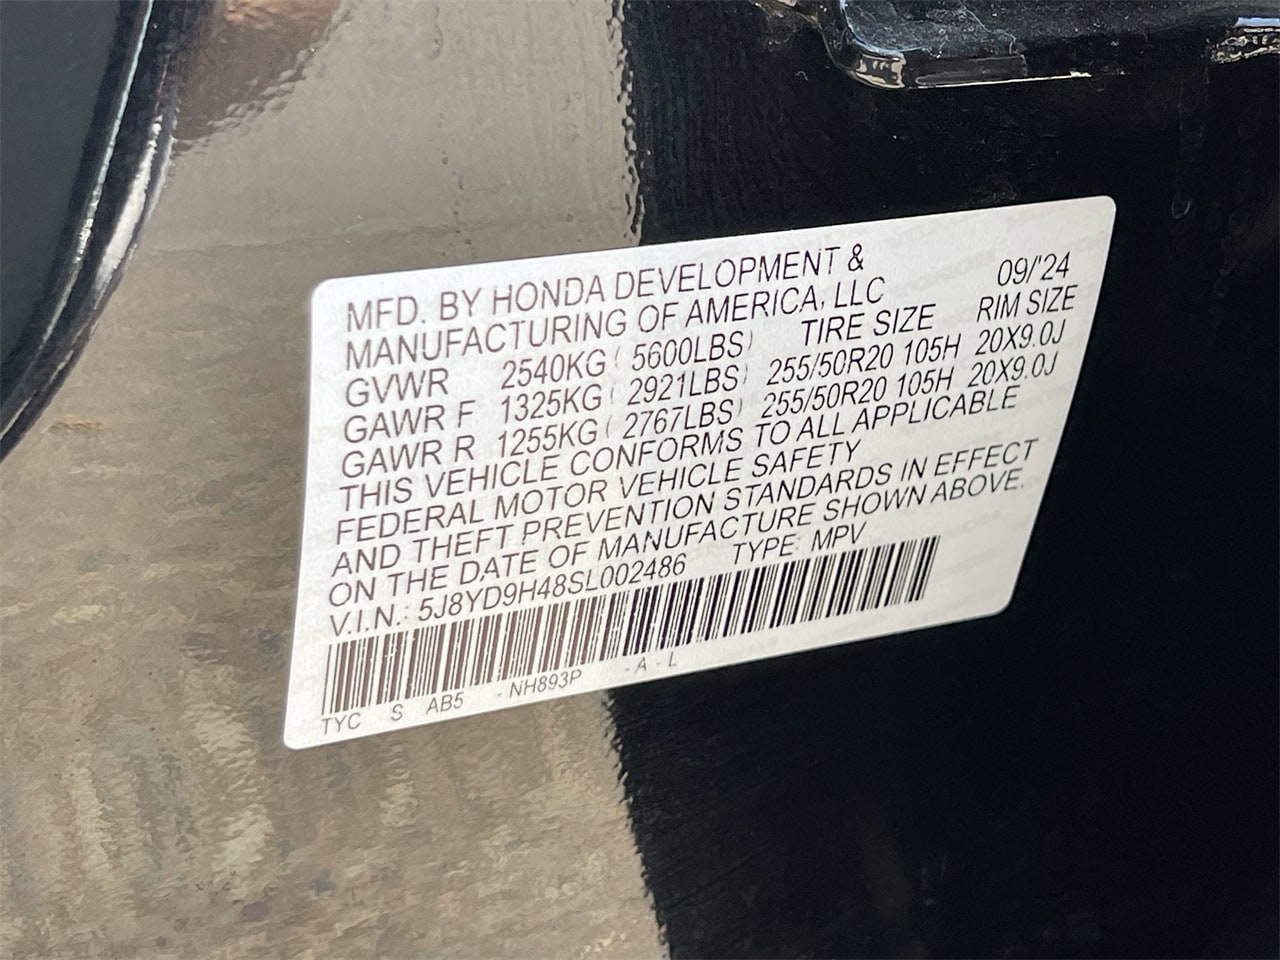 MFD. BY HONDA DEVELOPMENT & 09/'24
MANUFACTURING OF AMERICA, LLC
GVWR 2540KG ( 5600LBS) TIRE SIZE RIM SIZE
GAWR F 1325KG ( 2921LBS) 255/50R20 105H 20X9.0J
GAWR R 1255KG ( 2767LBS) 255/50R20 105H 20X9.0J
THIS VEHICLE CONFORMS TO ALL APPLICABLE
FEDERAL MOTOR VEHICLE SAFETY
AND THEFT PREVENTION STANDARDS IN EFFECT
ON THE DATE OF MANUFACTURE SHOWN ABOVE.
V.I.N.: 5J8YD9H48SL002486 TYPE: MPV
TYC S AB5 - NH893P - A - L